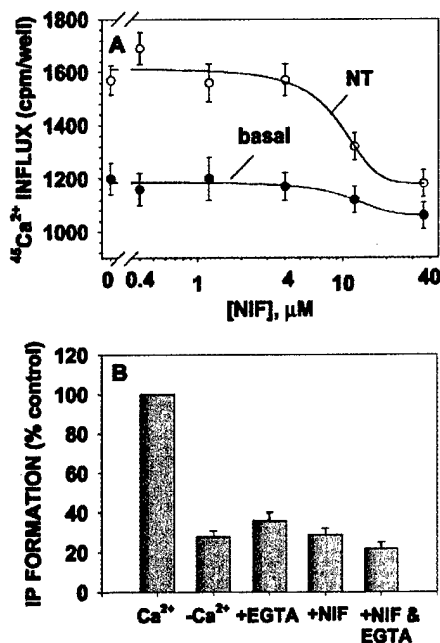 A
1800
1600
1400
1200
1000
⁴⁵Ca²⁺ INFLUX (cpm/well)
NT
basal
0 0.4 1 4 10 40
[NIF], μM
B
120
100
80
60
40
20
0
IP FORMATION (% control)
Ca²⁺ -Ca²⁺ +EGTA +NIF +NIF &
EGTA